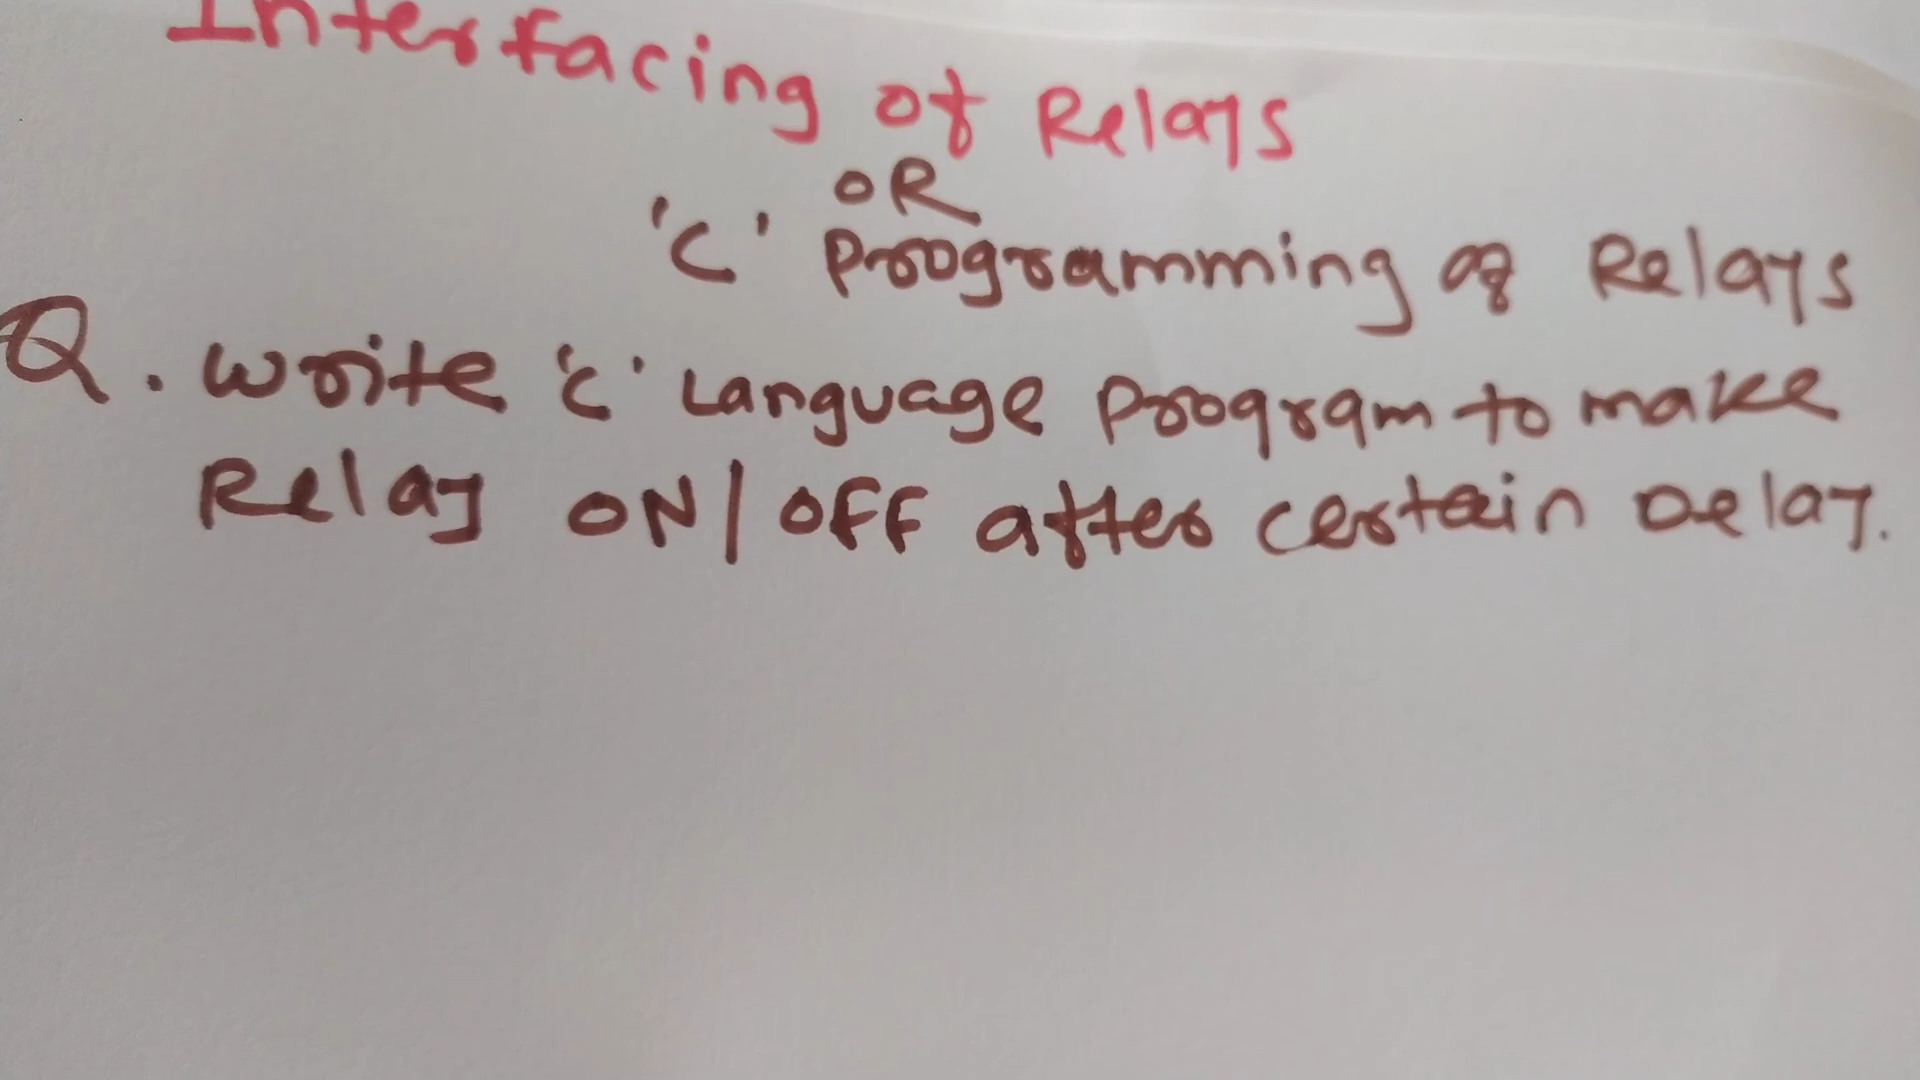 Interfacing of Relays
OR
'C' Programming of Relays
Q. Write 'C' Language Program to make
Relay ON/OFF after certain Delay.